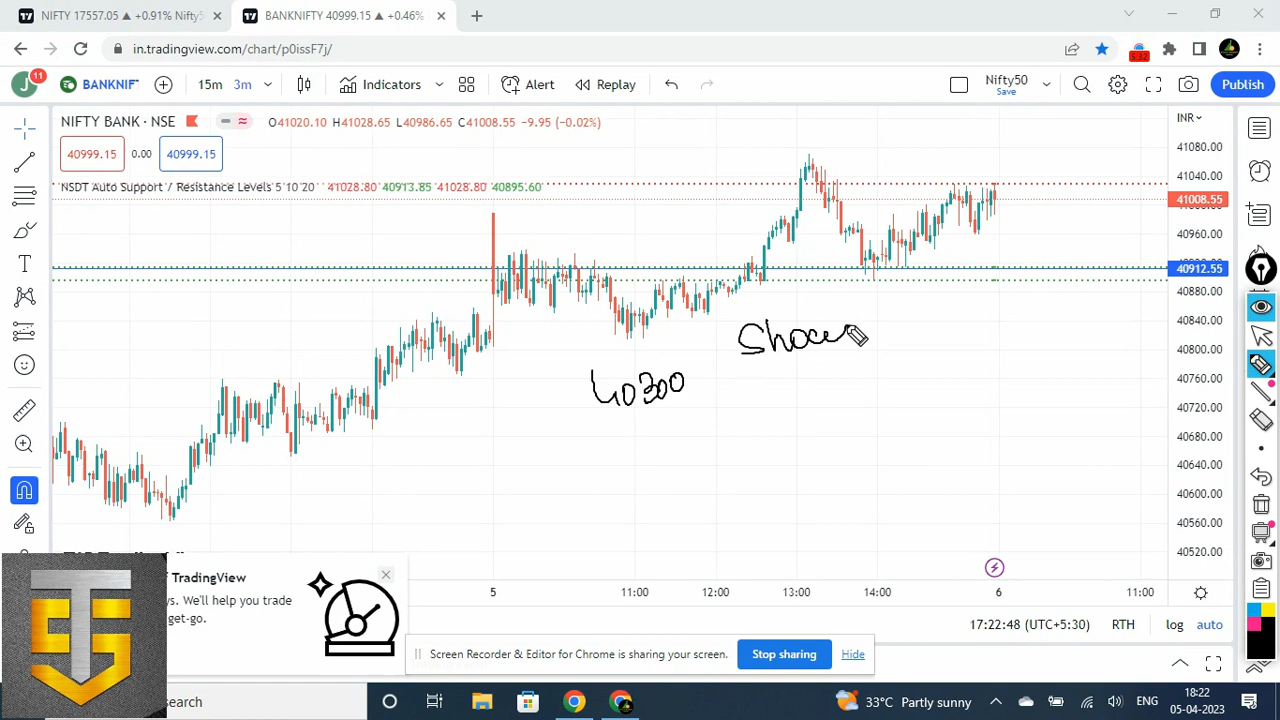 NIFTY 17557.05 ▲ +0.91% Nifty5
BANKNIFTY 40999.15 ▲ +0.46%
in.tradingview.com/chart/p0issF7j/
5:32
J 11 BANKNIF 15m 3m Indicators Alert Replay Nifty50 Save Publish
NIFTY BANK · NSE O41020.10 H41028.65 L40986.65 C41008.55 −9.95 (−0.02%) INR
40999.15 0.00 40999.15
NSDT Auto Support / Resistance Levels 5 10 20 41028.80 40913.85 41028.80 40895.60
41080.00
41040.00
41008.55
40960.00
40912.55
40880.00
40840.00
40800.00
40760.00
40720.00
40680.00
40640.00
40600.00
40560.00
40520.00
40300
5 11:00 12:00 13:00 14:00 6 11:00
TradingView
ys. We'll help you trade
get-go.
17:22:48 (UTC+5:30) RTH log auto
Screen Recorder & Editor for Chrome is sharing your screen. Stop sharing Hide
search
33°C Partly sunny ENG 18:22
05-04-2023